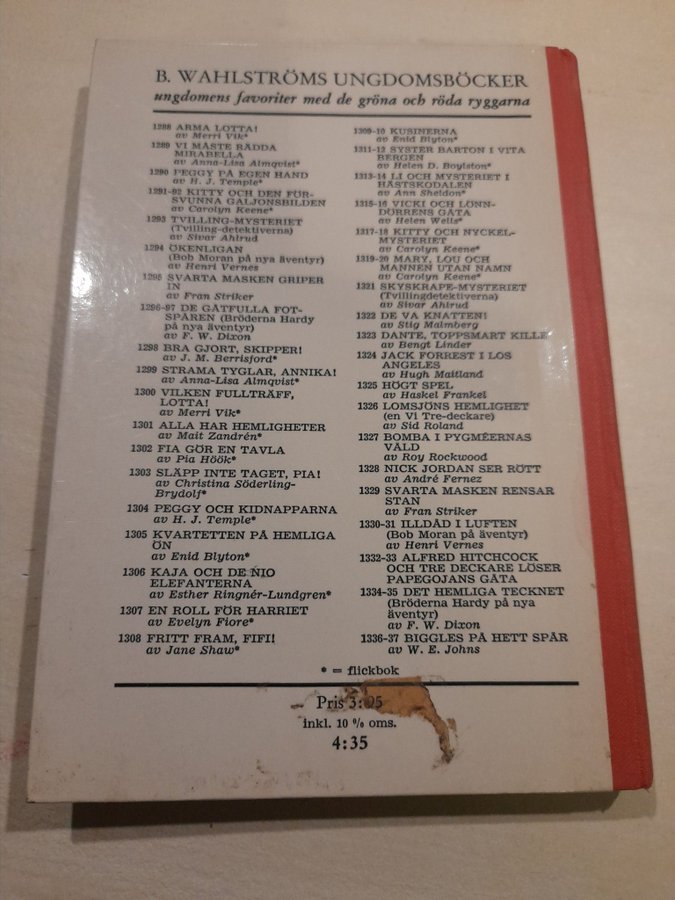 B. WAHLSTRÖMS UNGDOMSBÖCKER
ungdomens favoriter med de gröna och röda ryggarna
1288 ARMA LOTTA!
av Merri Vik*
1289 VI MÅSTE RÄDDA
MIRABELLA
av Anna-Lisa Almqvist*
1290 PEGGY PÅ EGEN HAND
av H. J. Temple*
1291-92 KITTY OCH DEN FÖR-
SVUNNA GALJONSBILDEN
av Carolyn Keene*
1293 TVILLING-MYSTERIET
(Tvilling-detektiverna)
av Sivar Ahlrud
1294 ÖKENLIGAN
(Bob Moran på nya äventyr)
av Henri Vernes
1295 SVARTA MASKEN GRIPER
IN
av Fran Striker
1296-97 DE GÅTFULLA FOT-
SPÅREN (Bröderna Hardy
på nya äventyr)
av F. W. Dixon
1298 BRA GJORT, SKIPPER!
av J. M. Berrisford*
1299 STRAMA TYGLAR, ANNIKA!
av Anna-Lisa Almqvist*
1300 VILKEN FULLTRÄFF,
LOTTA!
av Merri Vik*
1301 ALLA HAR HEMLIGHETER
av Mait Zandrén*
1302 FIA GÖR EN TAVLA
av Pia Höök*
1303 SLÄPP INTE TAGET, PIA!
av Christina Söderling-
Brydolf*
1304 PEGGY OCH KIDNAPPARNA
av H. J. Temple*
1305 KVARTETTEN PÅ HEMLIGA
ÖN
av Enid Blyton*
1306 KAJA OCH DE NIO
ELEFANTERNA
av Esther Ringnér-Lundgren*
1307 EN ROLL FÖR HARRIET
av Evelyn Fiore*
1308 FRITT FRAM, FIFI!
av Jane Shaw*
1309-10 KUSINERNA
av Enid Blyton*
1311-12 SYSTER BARTON I VITA
BERGEN
av Helen D. Boylston*
1313-14 LI OCH MYSTERIET I
HÄSTSKODALEN
av Ann Sheldon*
1315-16 VICKI OCH LÖNN-
DÖRRENS GÅTA
av Helen Wells*
1317-18 KITTY OCH NYCKEL-
MYSTERIET
av Carolyn Keene*
1319-20 MARY, LOU OCH
MANNEN UTAN NAMN
av Carolyn Keene*
1321 SKYSKRAPE-MYSTERIET
(Tvillingdetektiverna)
av Sivar Ahlrud
1322 DE VA KNATTEN!
av Stig Malmberg
1323 DANTE, TOPPSMART KILLE
av Bengt Linder
1324 JACK FORREST I LOS
ANGELES
av Hugh Maitland
1325 HÖGT SPEL
av Haskel Frankel
1326 LOMSJÖNS HEMLIGHET
(en Vi Tre-deckare)
av Sid Roland
1327 BOMBA I PYGMÉERNAS
VÅLD
av Roy Rockwood
1328 NICK JORDAN SER RÖTT
av André Fernez
1329 SVARTA MASKEN RENSAR
STAN
av Fran Striker
1330-31 ILLDÅD I LUFTEN
(Bob Moran på äventyr)
av Henri Vernes
1332-33 ALFRED HITCHCOCK
OCH TRE DECKARE LÖSER
PAPEGOJANS GÅTA
1334-35 DET HEMLIGA TECKNET
(Bröderna Hardy på nya
äventyr)
av F. W. Dixon
1336-37 BIGGLES PÅ HETT SPÅR
av W. E. Johns
* = flickbok
Pris 3:95
inkl. 10 % oms.
4:35